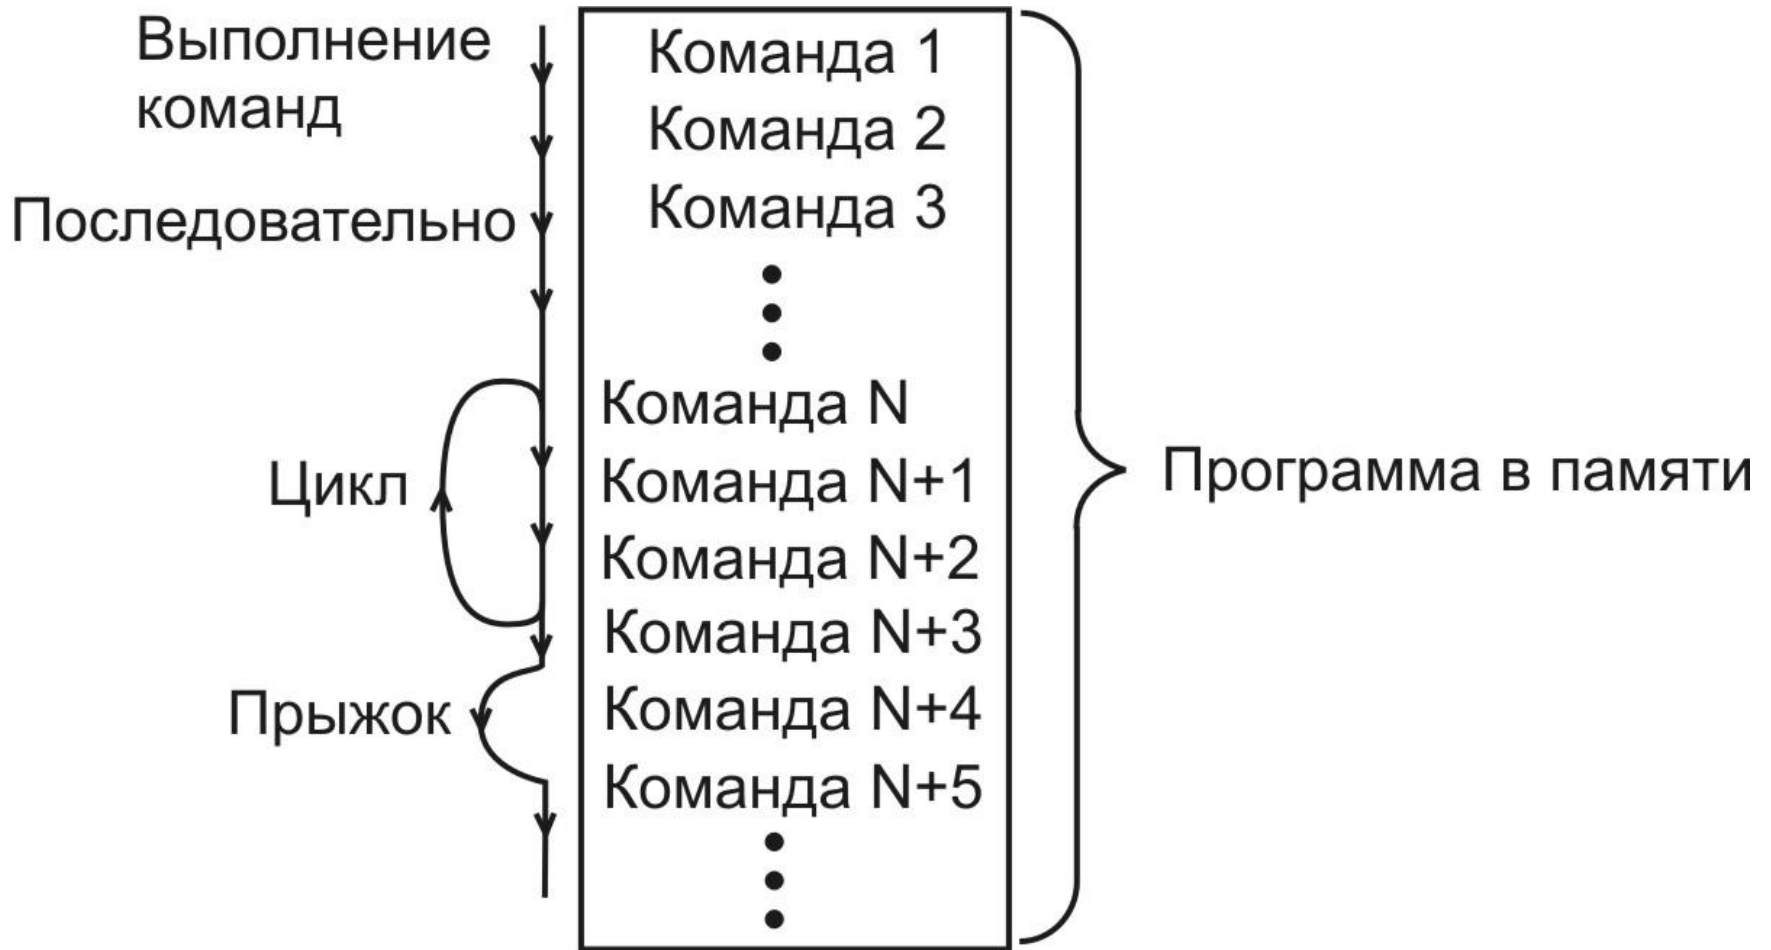 Выполнение
команд
Последовательно
Цикл
Прыжок
Команда 1
Команда 2
Команда 3
Команда N
Команда N+1
Команда N+2
Команда N+3
Команда N+4
Команда N+5
Программа в памяти